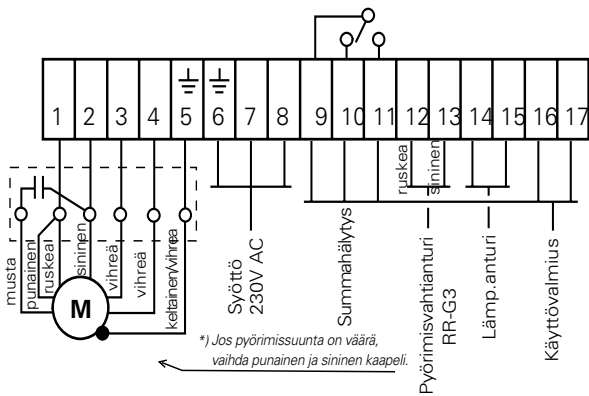 1 2 3 4 5 6 7 8 9 10 11 12 13 14 15 16 17
ruskea
sininen
musta
punainen
ruskea
sininen
vihreä
vihreä
keltainen/vihreä
M
Syöttö
230V AC
Summahälytys
Pyörimisvahtianturi
RR-G3
Lämp.anturi
Käyttövalmius
*) Jos pyörimissuunta on väärä,
vaihda punainen ja sininen kaapeli.